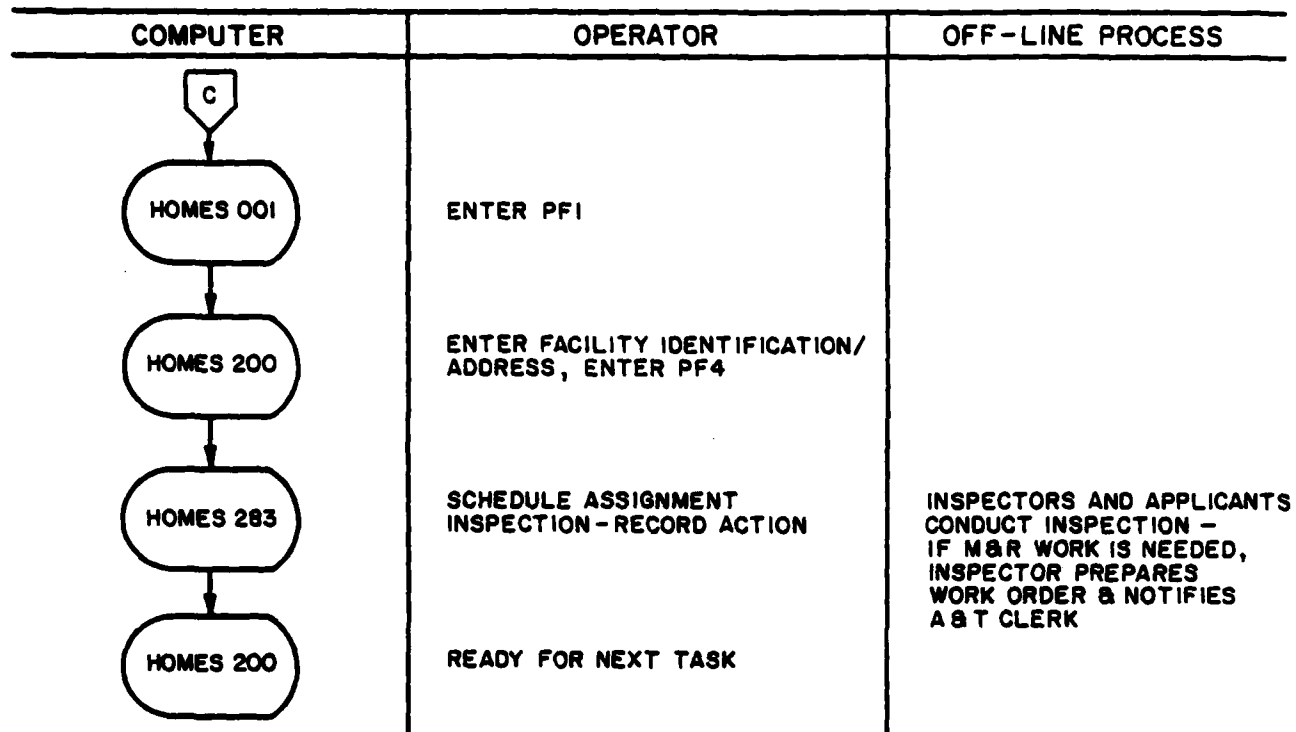 COMPUTER OPERATOR OFF-LINE PROCESS
C
HOMES 001 ENTER PF1
HOMES 200 ENTER FACILITY IDENTIFICATION/
ADDRESS, ENTER PF4
HOMES 283 SCHEDULE ASSIGNMENT
INSPECTION-RECORD ACTION
INSPECTORS AND APPLICANTS
CONDUCT INSPECTION –
IF M&R WORK IS NEEDED,
INSPECTOR PREPARES
WORK ORDER & NOTIFIES
A&T CLERK
HOMES 200 READY FOR NEXT TASK